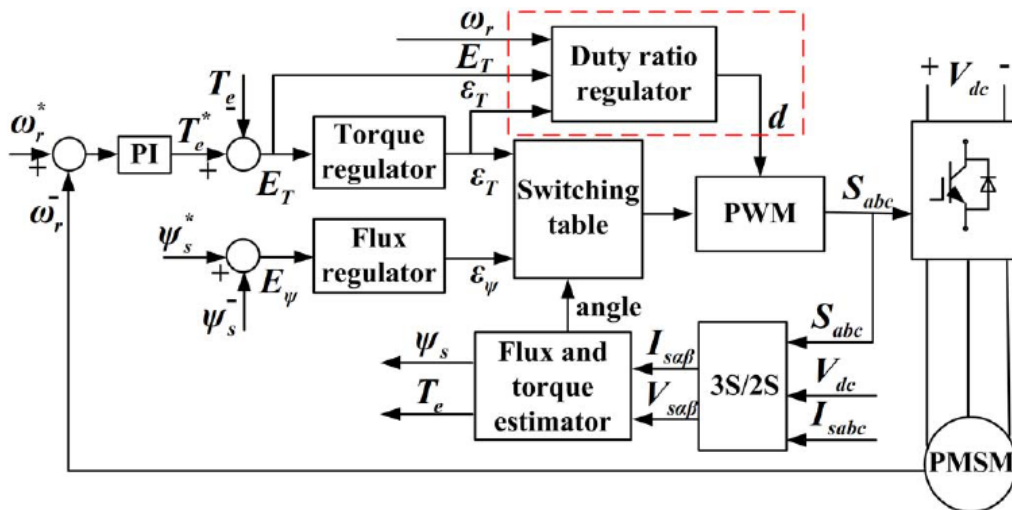 ω_r
E_T
ε_T
Duty ratio
regulator
d
+ V_dc -
T_e
-
ω_r^*
+
PI
T_e^*
+
E_T
Torque
regulator
ε_T
Switching
table
PWM
S_abc
ω_r
-
ψ_s^*
+
E_ψ
Flux
regulator
ε_ψ
ψ_s
-
angle
ψ_s
T_e
Flux and
torque
estimator
I_sαβ
V_sαβ
3S/2S
S_abc
V_dc
I_sabc
PMSM